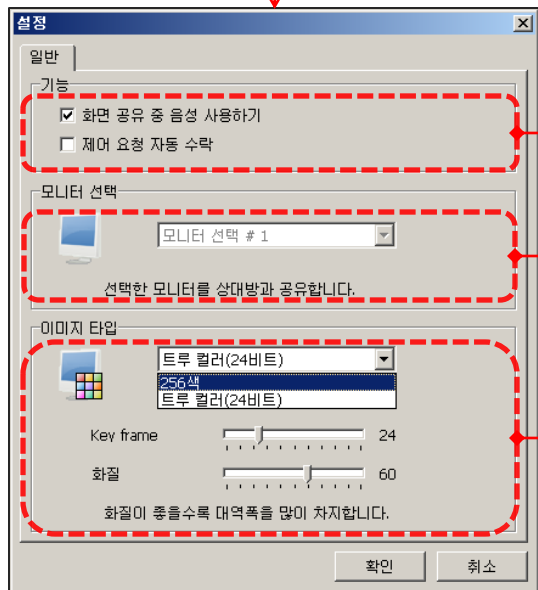 설정
일반
기능
화면 공유 중 음성 사용하기
제어 요청 자동 수락
모니터 선택
모니터 선택 # 1
선택한 모니터를 상대방과 공유합니다.
이미지 타입
트루 컬러(24비트)
256색
트루 컬러(24비트)
Key frame 24
화질 60
화질이 좋을수록 대역폭을 많이 차지합니다.
확인 취소